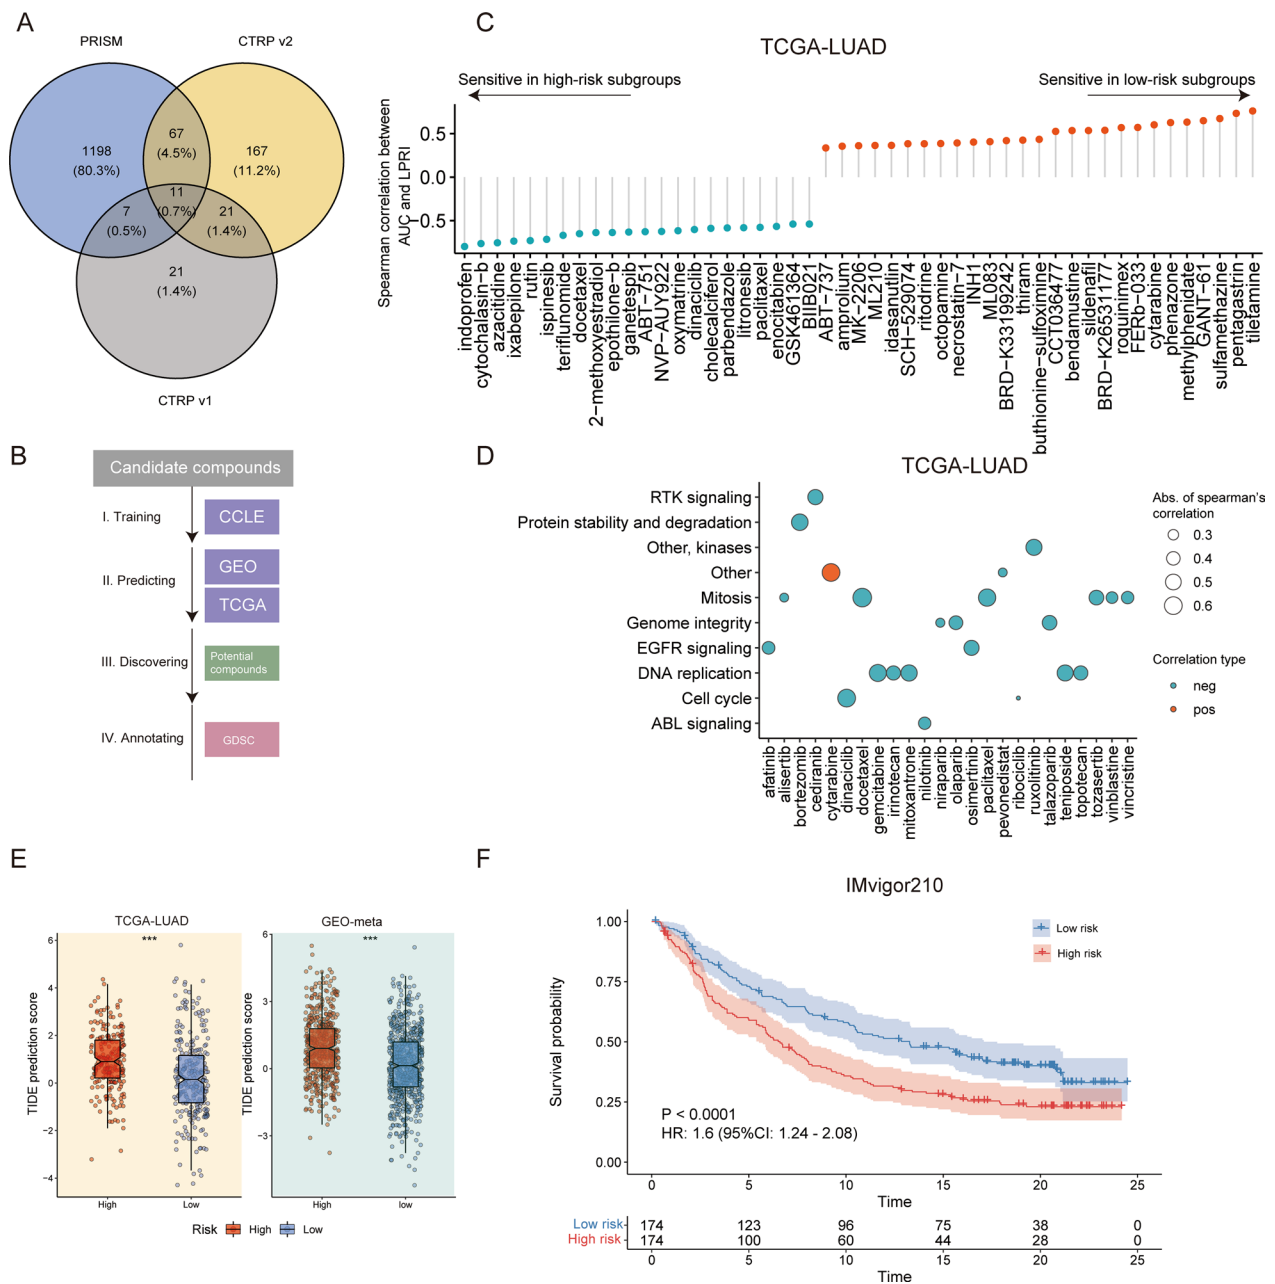 A
PRISM
CTRP v2
1198
(80.3%)
67
(4.5%)
167
(11.2%)
11
(0.7%)
7
(0.5%)
21
(1.4%)
21
(1.4%)
CTRP v1
B
Candidate compounds
I. Training
CCLE
II. Predicting
GEO
TCGA
III. Discovering
Potential
compounds
IV. Annotating
GDSC
C
TCGA-LUAD
Sensitive in high-risk subgroups
Sensitive in low-risk subgroups
Spearman correlation between
AUC and LPRI
0.5
0.0
−0.5
indoprofen
cytochalasin−b
azacitidine
ixabepilone
rutin
ispinesib
teriflunomide
docetaxel
2−methoxyestradiol
epothilone−b
ganetespib
ABT−751
NVP−AUY922
oxymatrine
dinaciclib
cholecalciferol
parbendazole
litronesib
paclitaxel
enocitabine
GSK461364
BIIB021
ABT−737
amprolium
MK−2206
ML210
idasanutlin
SCH−529074
ritodrine
octopamine
necrostatin−7
INH1
ML083
BRD−K33199242
thiram
buthionine−sulfoximine
CCT036477
bendamustine
sildenafil
BRD−K26531177
roquinimex
FERb−033
cytarabine
phenazone
methylphenidate
GANT−61
sulfamethazine
pentagastrin
tiletamine
D
TCGA-LUAD
RTK signaling
Protein stability and degradation
Other, kinases
Other
Mitosis
Genome integrity
EGFR signaling
DNA replication
Cell cycle
ABL signaling
afatinib
alisertib
bortezomib
cediranib
cytarabine
dinaciclib
docetaxel
gemcitabine
irinotecan
mitoxantrone
nilotinib
niraparib
olaparib
osimertinib
paclitaxel
pevonedistat
ribociclib
ruxolitinib
talazoparib
teniposide
topotecan
tozasertib
vinblastine
vincristine
Abs. of spearman's
correlation
0.3
0.4
0.5
0.6
Correlation type
neg
pos
E
TCGA-LUAD
***
TIDE prediction score
6
4
2
0
−2
−4
High
Low
GEO-meta
***
TIDE prediction score
6
3
0
−3
High
low
Risk
High
Low
F
IMvigor210
Survival probability
1.00
0.75
0.50
0.25
0.00
Low risk
High risk
P < 0.0001
HR: 1.6 (95%CI: 1.24 - 2.08)
0 5 10 15 20 25
Time
Low risk 174 123 96 75 38 0
High risk 174 100 60 44 28 0
0 5 10 15 20 25
Time